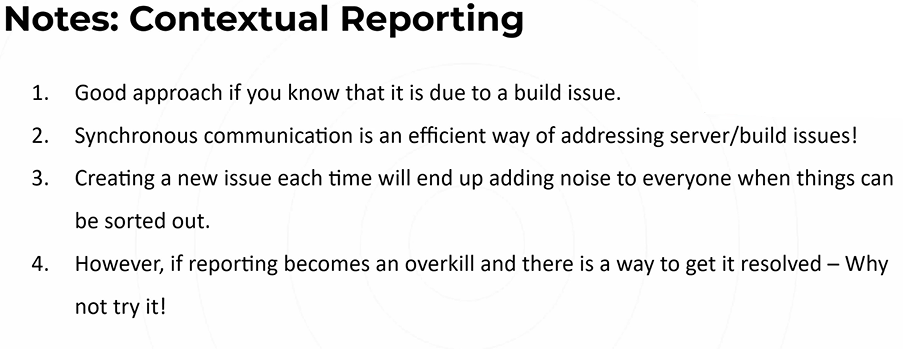 Notes: Contextual Reporting
1. Good approach if you know that it is due to a build issue.
2. Synchronous communication is an efficient way of addressing server/build issues!
3. Creating a new issue each time will end up adding noise to everyone when things can
be sorted out.
4. However, if reporting becomes an overkill and there is a way to get it resolved – Why
not try it!